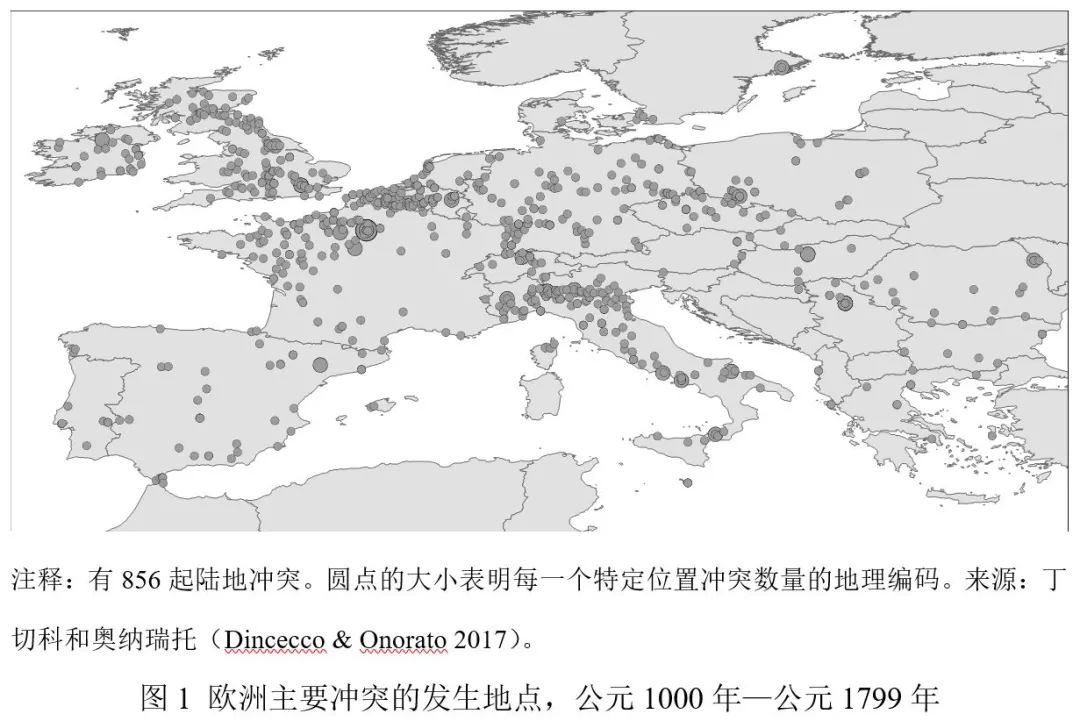 注释：有 856 起陆地冲突。圆点的大小表明每一个特定位置冲突数量的地理编码。来源：丁
切科和奥纳瑞托（Dincecco & Onorato 2017）。
图 1 欧洲主要冲突的发生地点，公元 1000 年—公元 1799 年